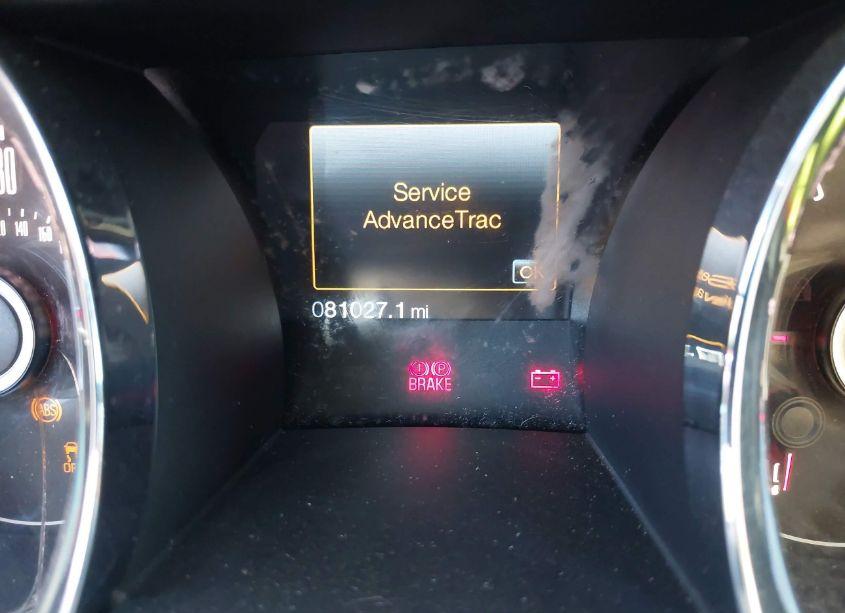 Service
AdvanceTrac
OK
081027.1 mi
BRAKE
ABS
140
160